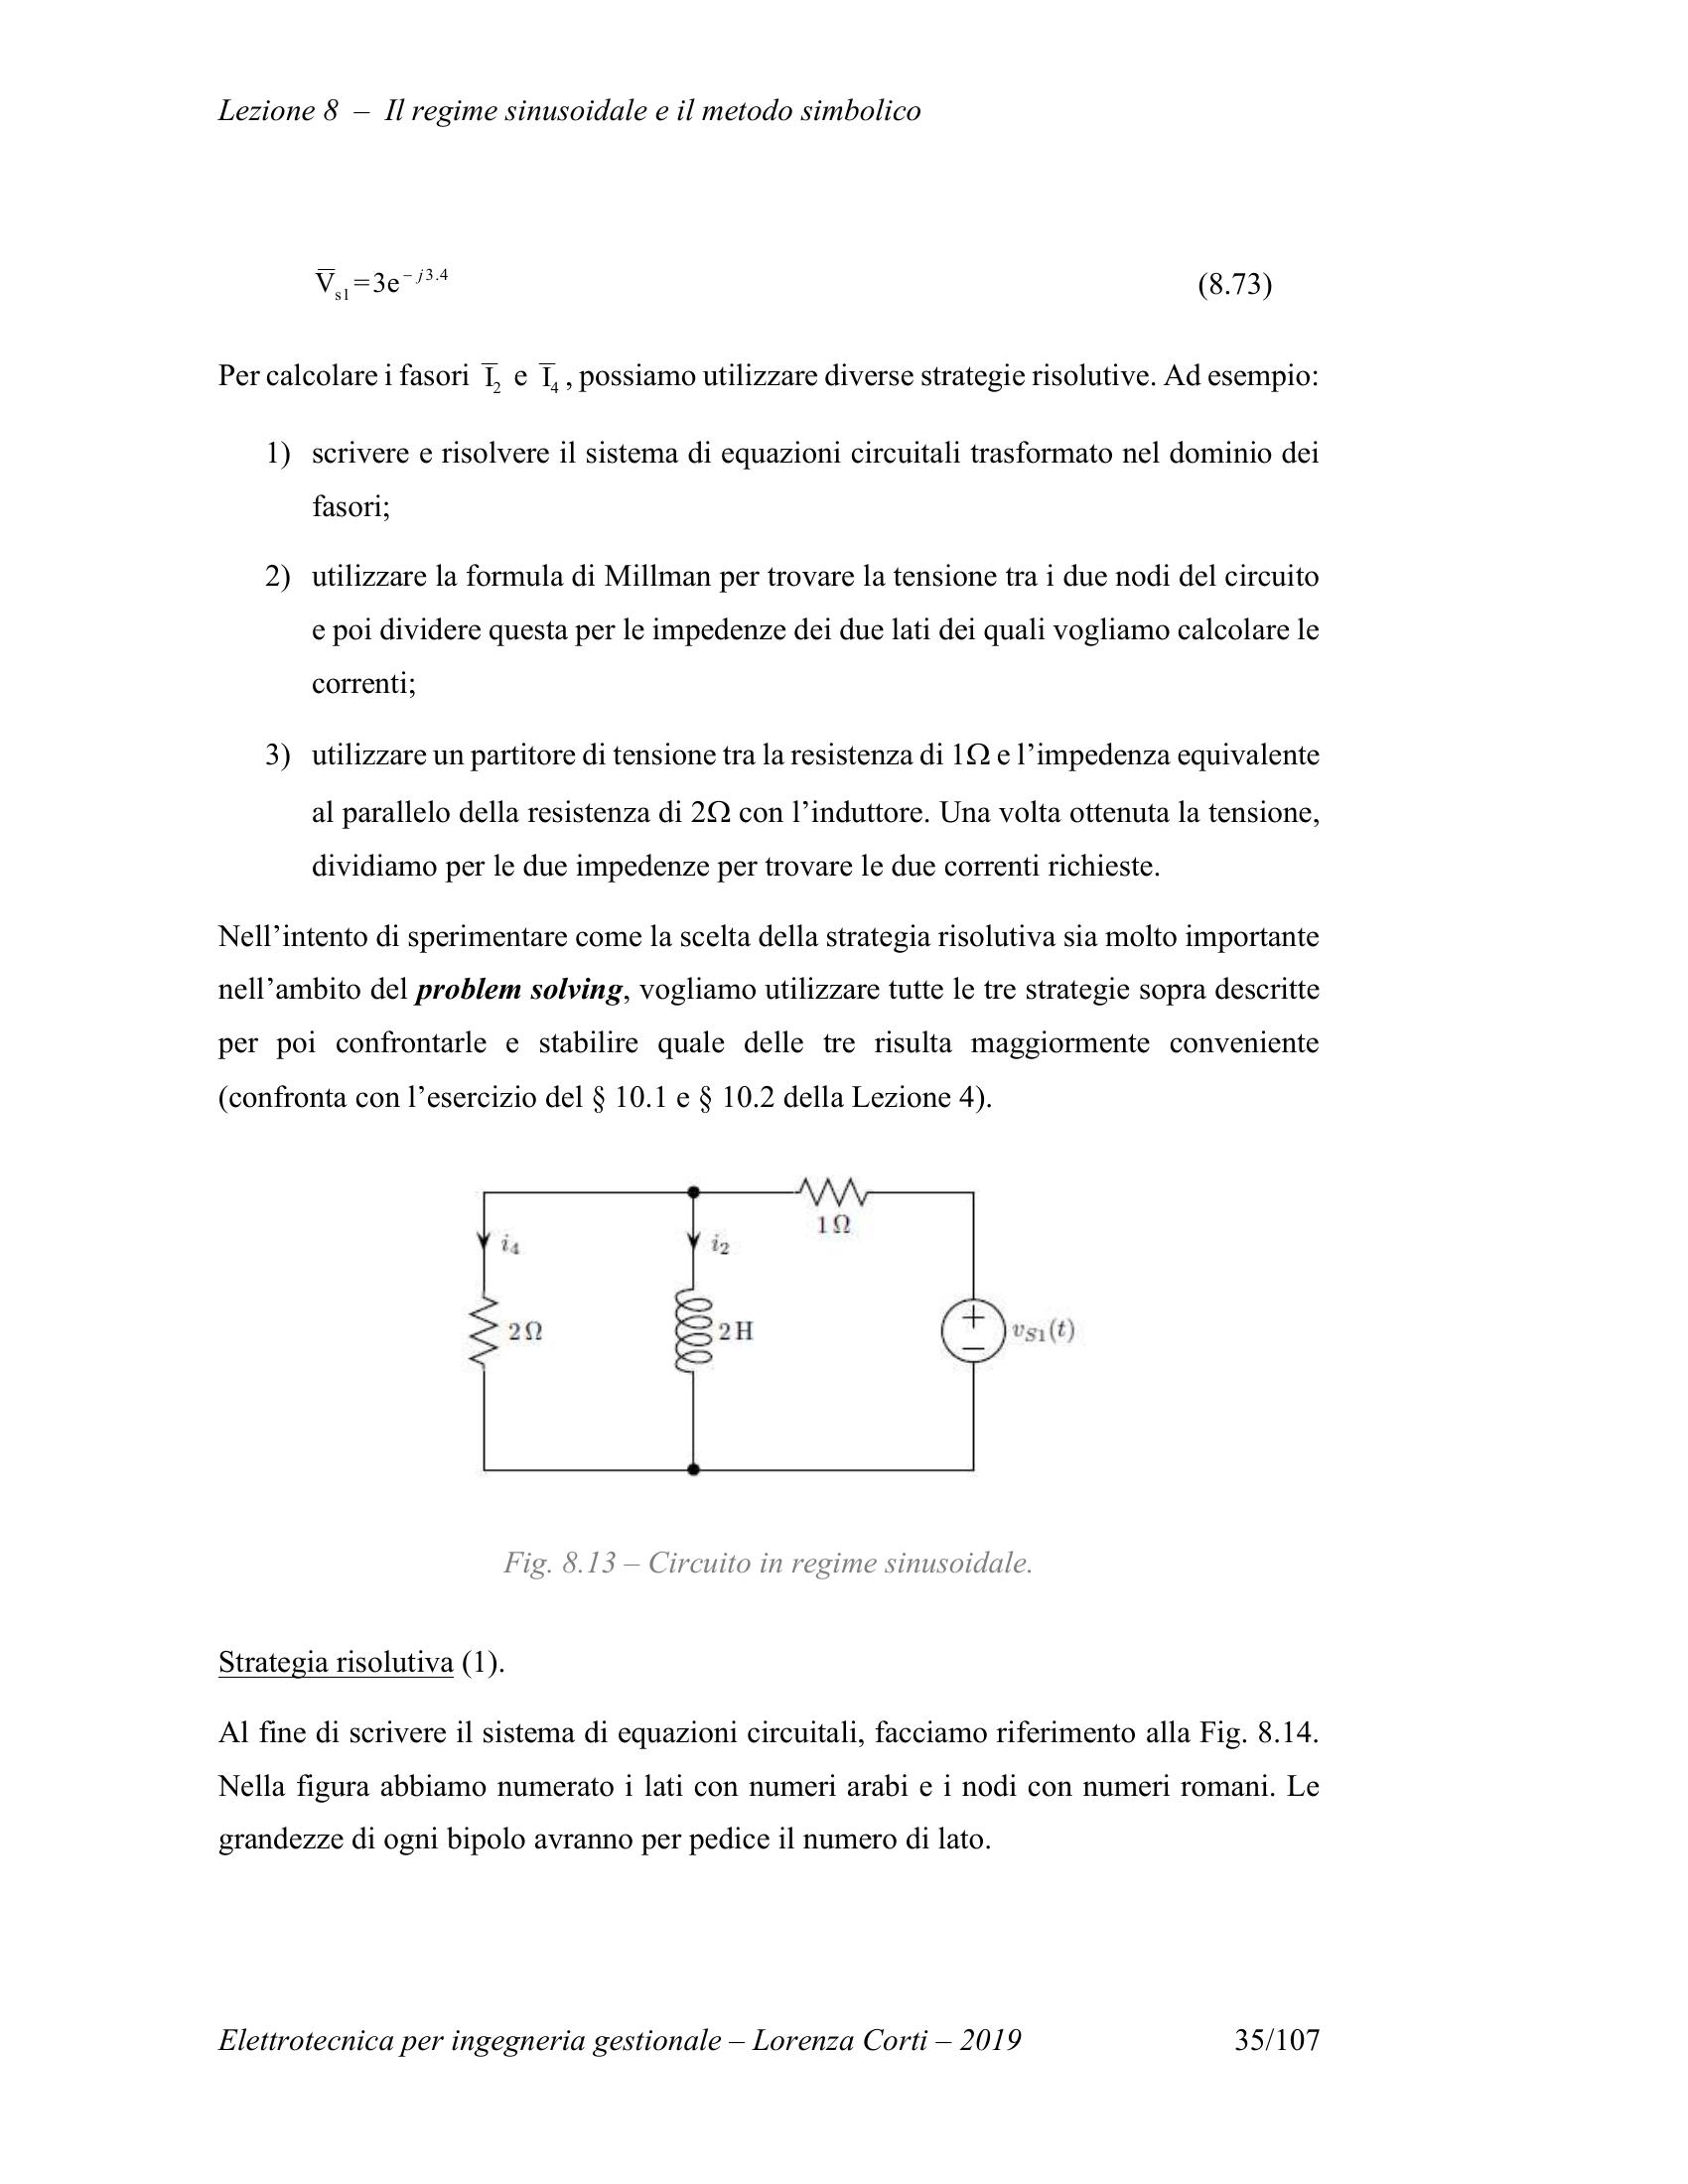 Lezione 8 – Il regime sinusoidale e il metodo simbolico
V̅s1=3e^−j3.4 (8.73)
Per calcolare i fasori I̅2 e I̅4, possiamo utilizzare diverse strategie risolutive. Ad esempio:
1) scrivere e risolvere il sistema di equazioni circuitali trasformato nel dominio dei
fasori;
2) utilizzare la formula di Millman per trovare la tensione tra i due nodi del circuito
e poi dividere questa per le impedenze dei due lati dei quali vogliamo calcolare le
correnti;
3) utilizzare un partitore di tensione tra la resistenza di 1Ω e l’impedenza equivalente
al parallelo della resistenza di 2Ω con l’induttore. Una volta ottenuta la tensione,
dividiamo per le due impedenze per trovare le due correnti richieste.
Nell’intento di sperimentare come la scelta della strategia risolutiva sia molto importante
nell’ambito del problem solving, vogliamo utilizzare tutte le tre strategie sopra descritte
per poi confrontarle e stabilire quale delle tre risulta maggiormente conveniente
(confronta con l’esercizio del § 10.1 e § 10.2 della Lezione 4).
1Ω
i4 i2
2Ω 2H + − vS1(t)
Fig. 8.13 – Circuito in regime sinusoidale.
Strategia risolutiva (1).
Al fine di scrivere il sistema di equazioni circuitali, facciamo riferimento alla Fig. 8.14.
Nella figura abbiamo numerato i lati con numeri arabi e i nodi con numeri romani. Le
grandezze di ogni bipolo avranno per pedice il numero di lato.
Elettrotecnica per ingegneria gestionale – Lorenza Corti – 2019 35/107